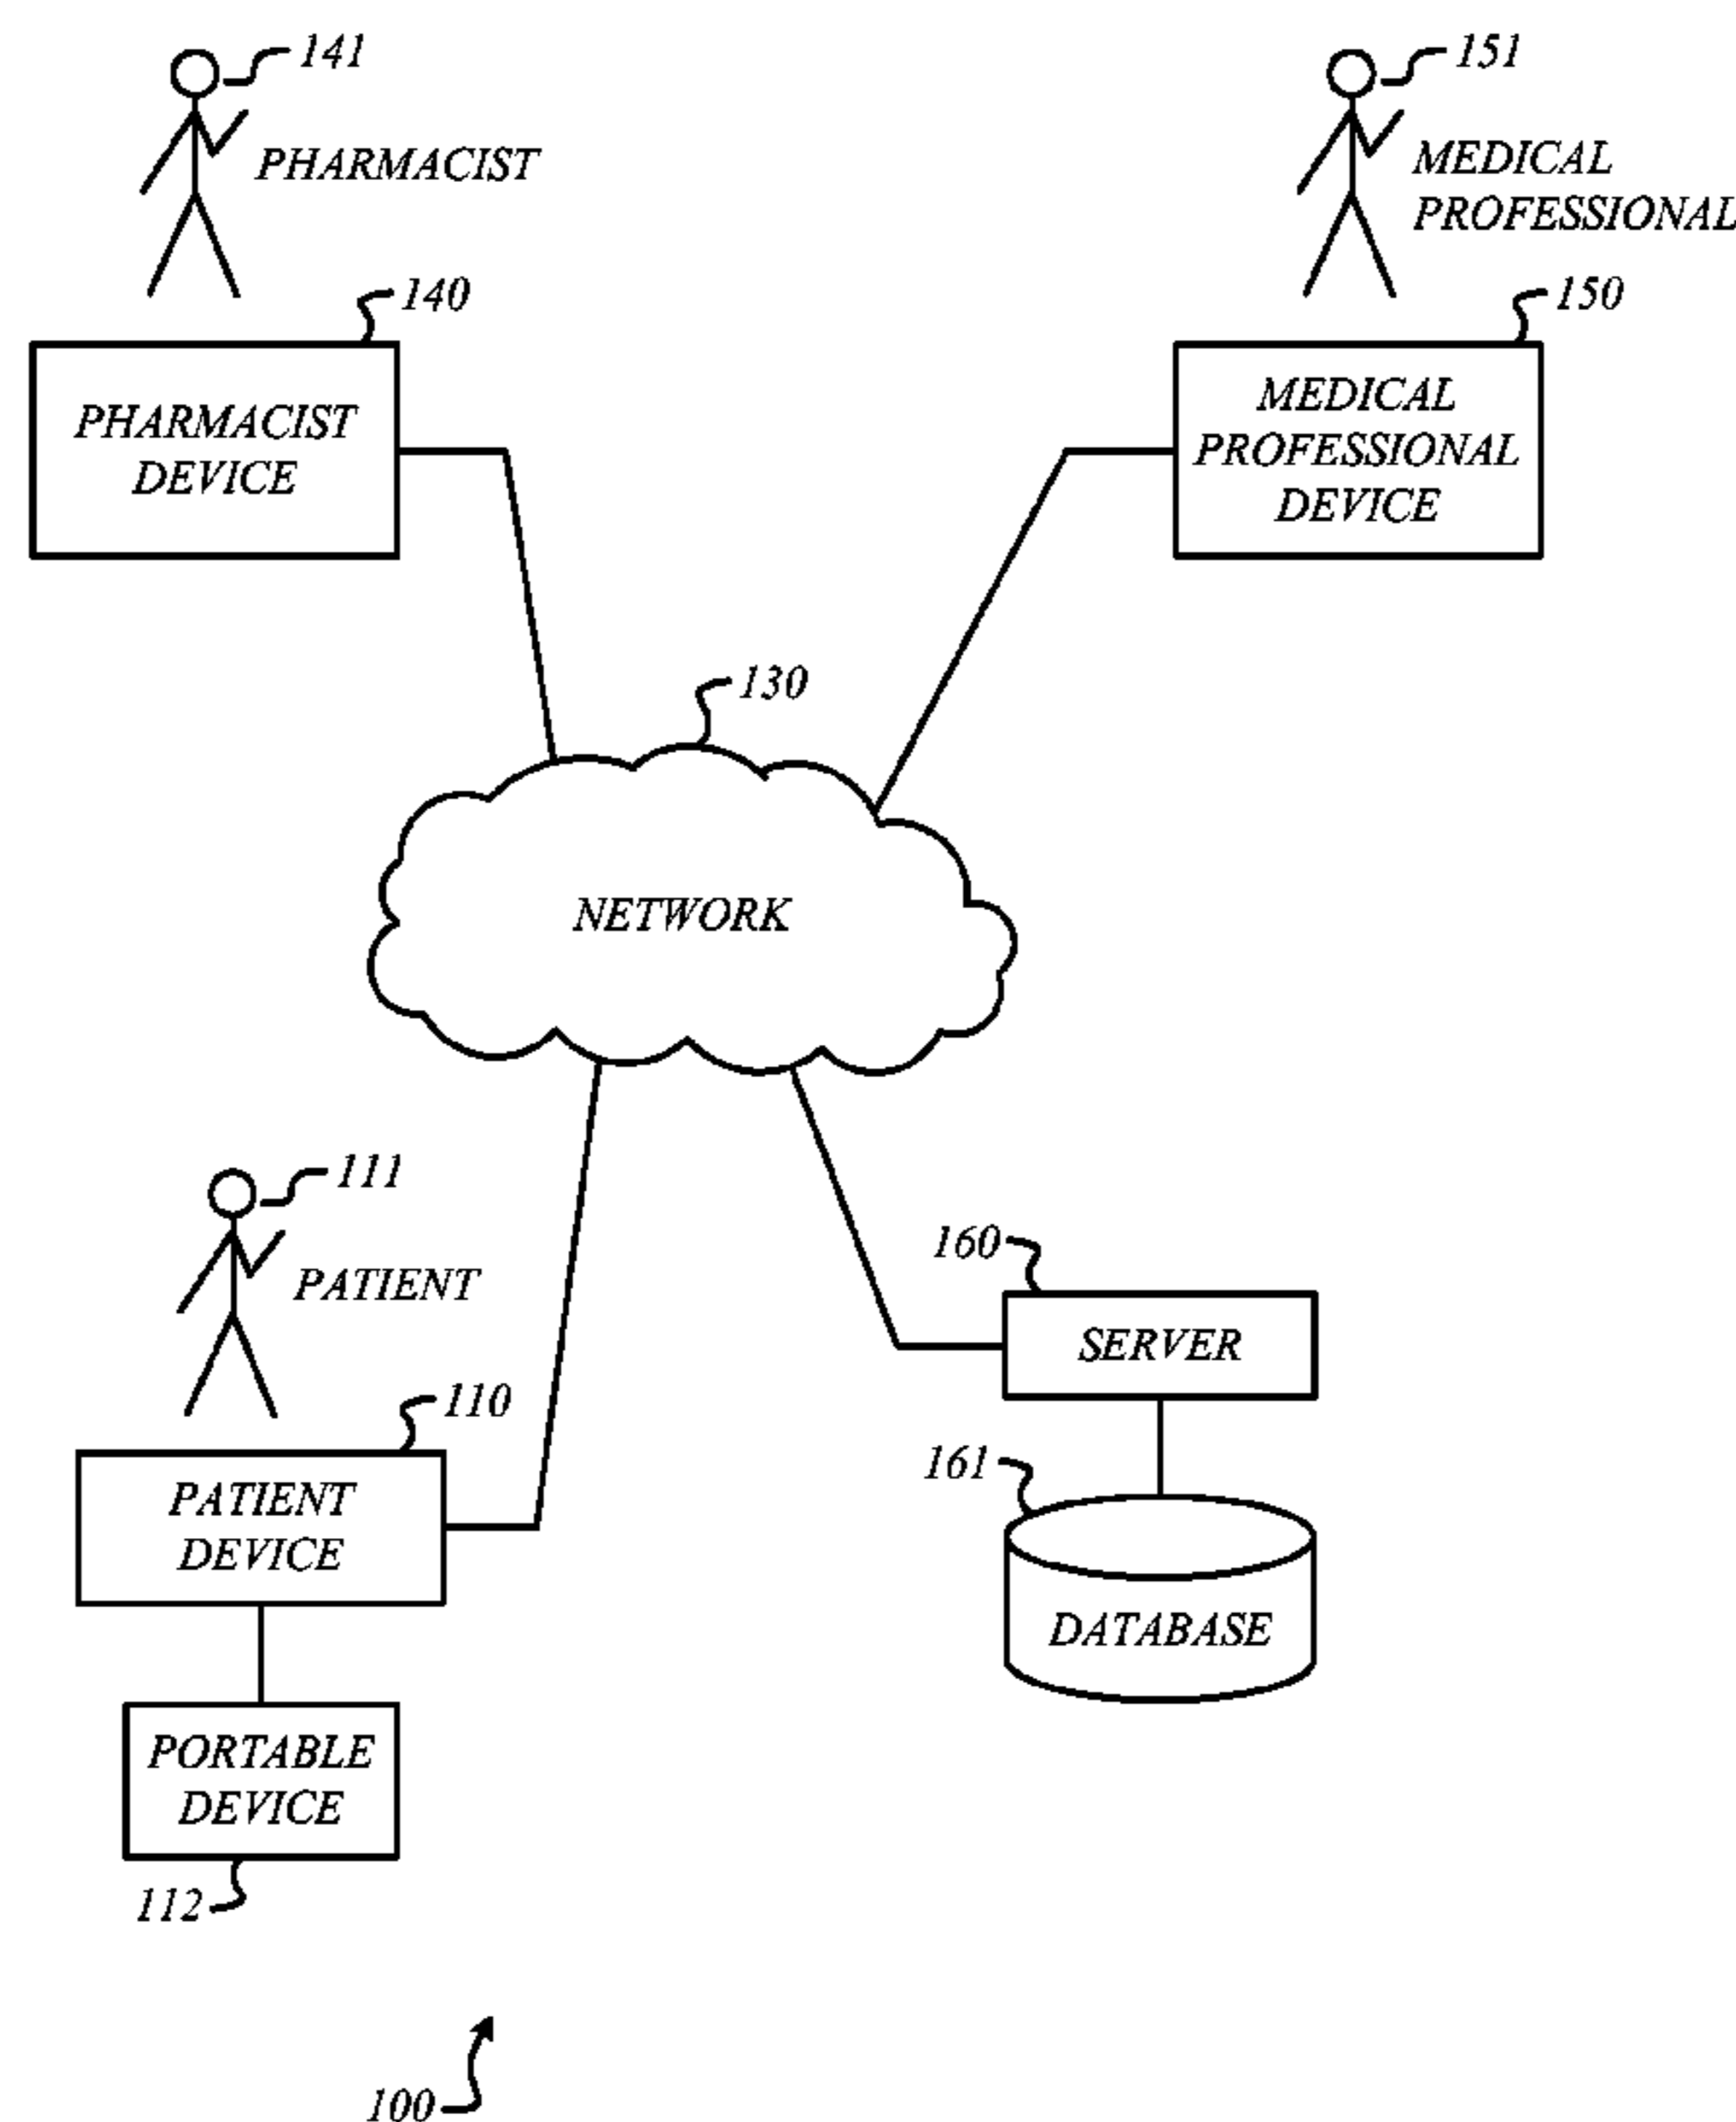 141
PHARMACIST
151
MEDICAL
PROFESSIONAL
140
PHARMACIST
DEVICE
150
MEDICAL
PROFESSIONAL
DEVICE
130
NETWORK
111
PATIENT
110
PATIENT
DEVICE
PORTABLE
DEVICE
112
160
SERVER
161
DATABASE
100